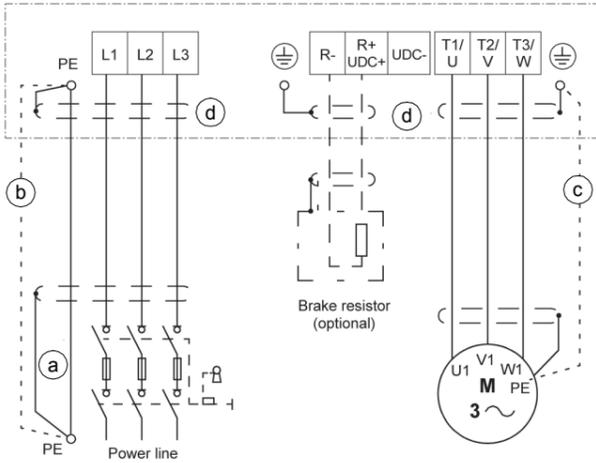 PE
L1 L2 L3
R- R+ UDC+ UDC-
T1/ U T2/ V T3/ W
d
d
b
c
Brake resistor
(optional)
a
U1 V1 W1
M PE
3
PE
Power line